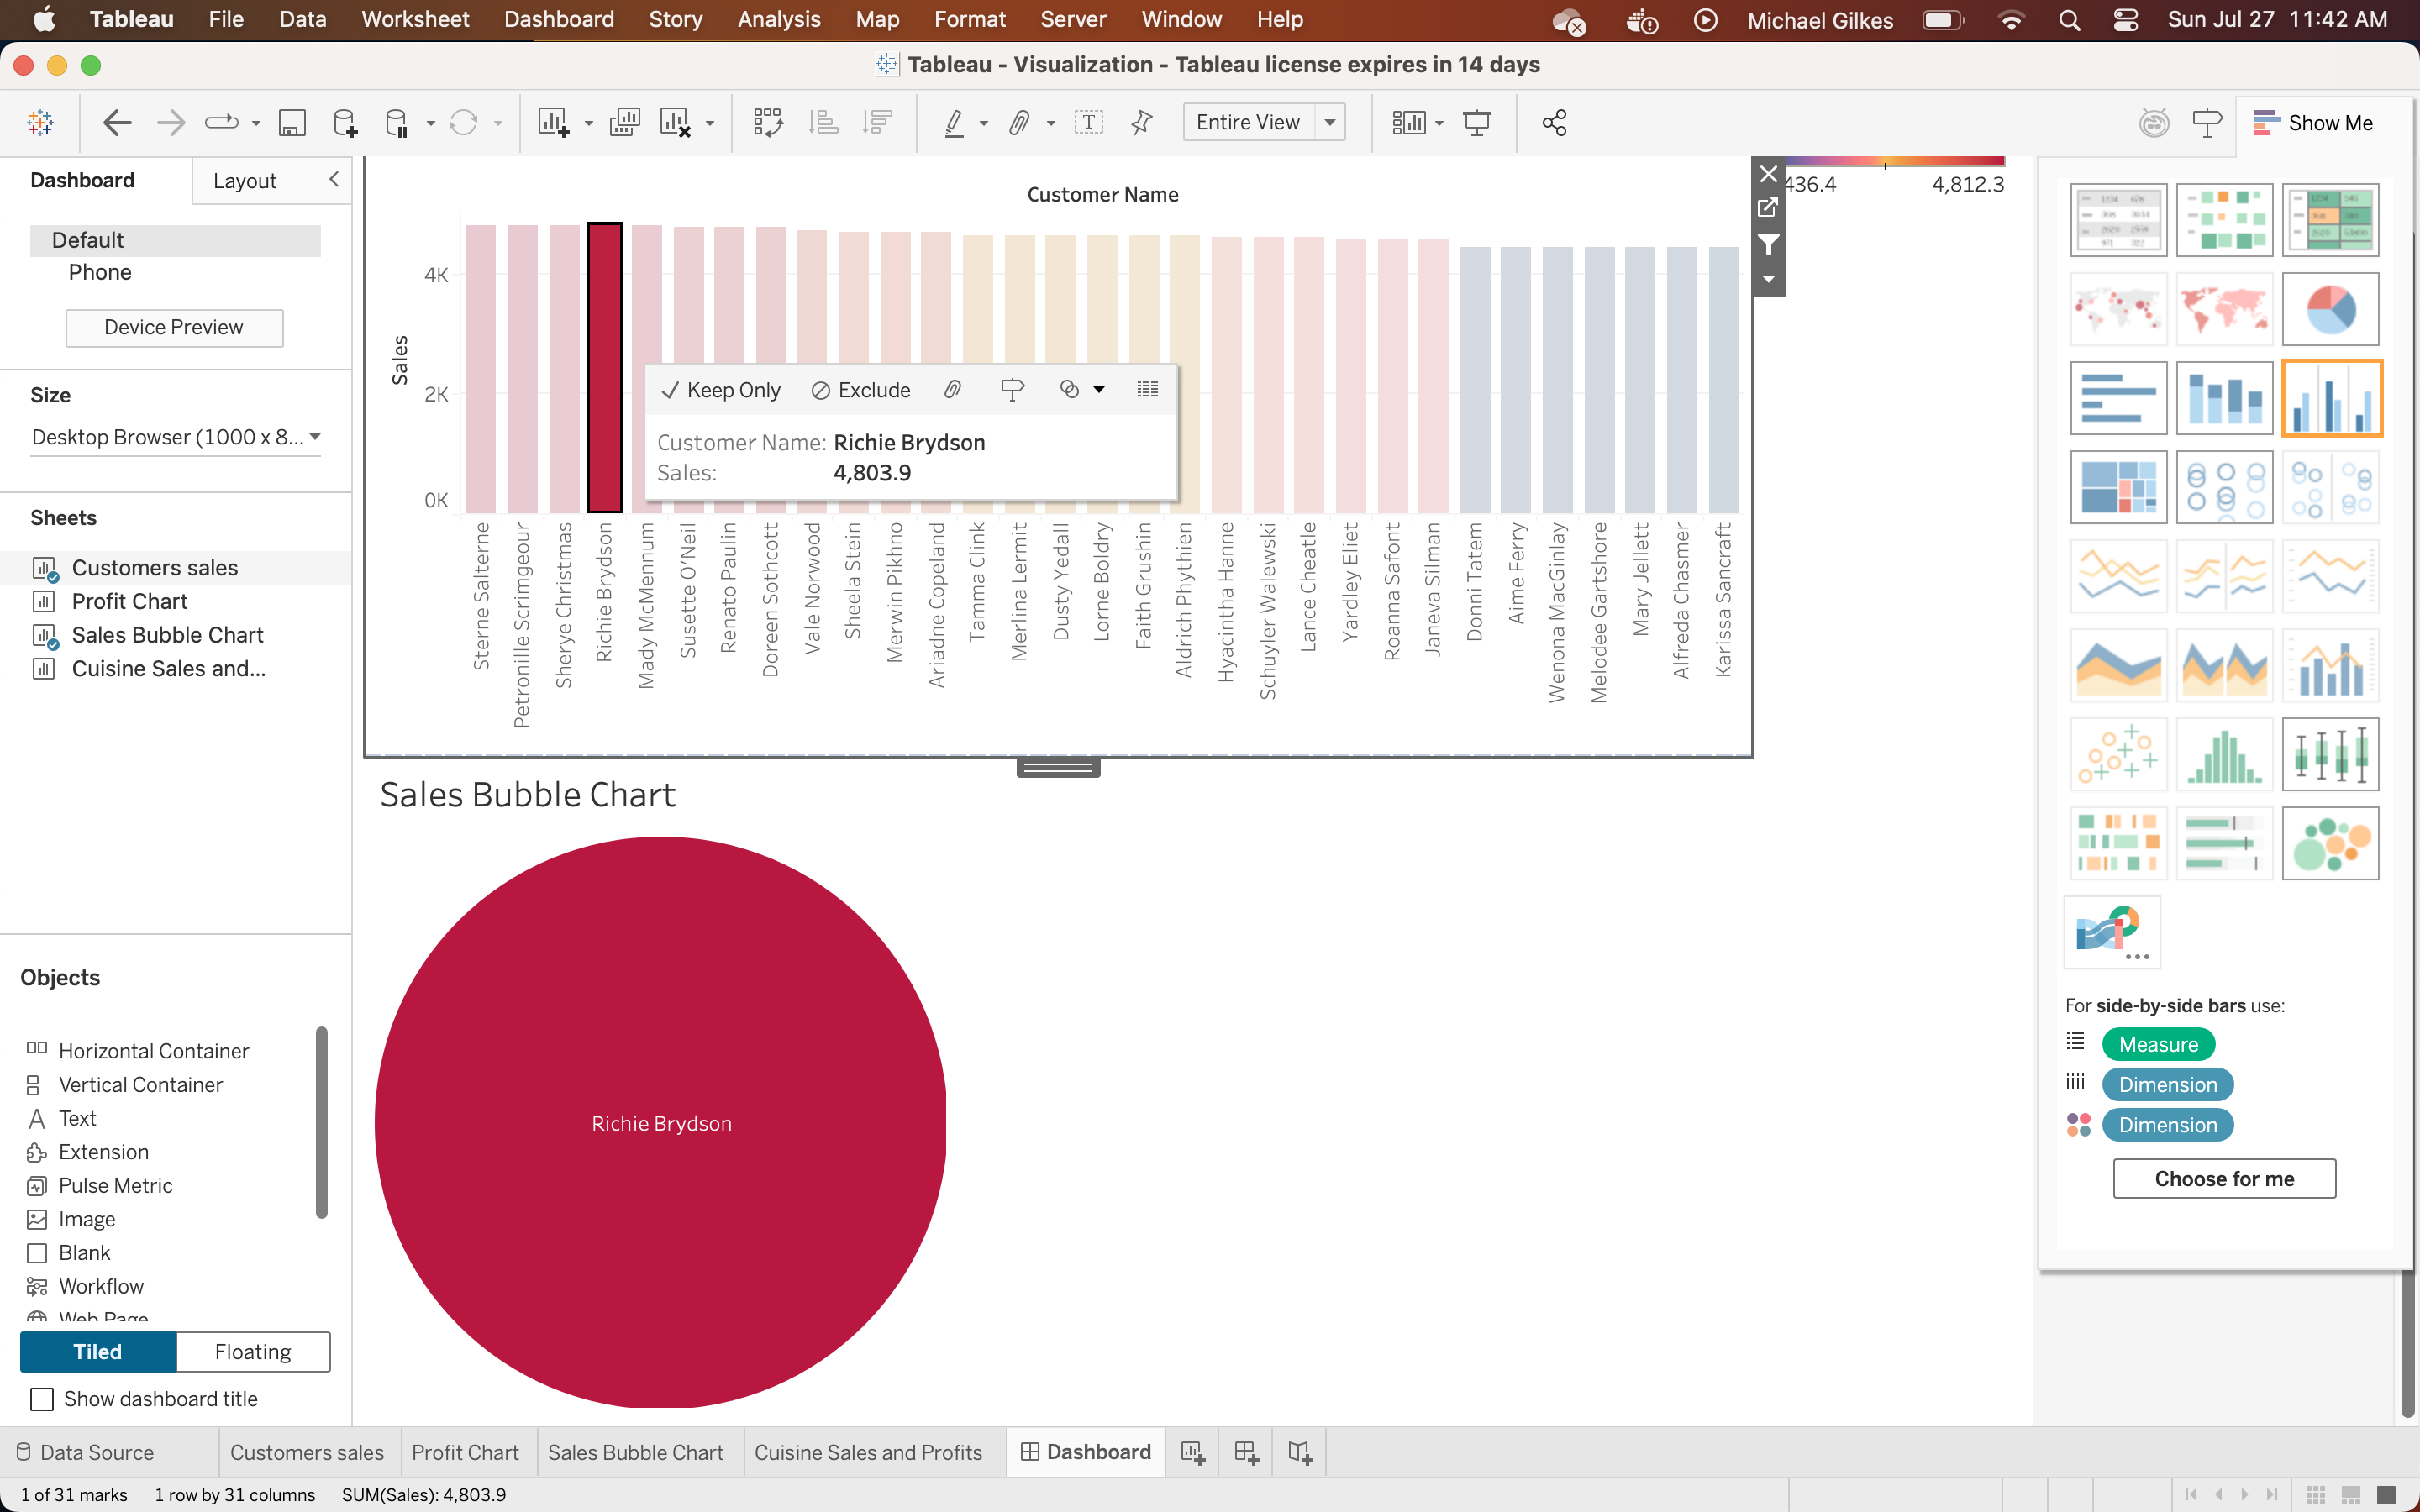 Tableau File Data Worksheet Dashboard Story Analysis Map Format Server Window Help Michael Gilkes Sun Jul 27 11:42 AM
Tableau - Visualization - Tableau license expires in 14 days
Entire View
Show Me
Dashboard Layout
Default
Phone
Device Preview
Size
Desktop Browser (1000 x 8...
Sheets
Customers sales
Profit Chart
Sales Bubble Chart
Cuisine Sales and...
Objects
Horizontal Container
Vertical Container
Text
Extension
Pulse Metric
Image
Blank
Workflow
Web Page
Tiled Floating
Show dashboard title
Customer Name
436.4 4,812.3
Sales
4K
2K
0K
Keep Only Exclude
Customer Name: Richie Brydson
Sales: 4,803.9
Sterne Salterne
Petronille Scrimgeour
Sherye Christmas
Richie Brydson
Mady McMennum
Susette O'Neil
Renato Paulin
Doreen Sothcott
Vale Norwood
Sheela Stein
Merwin Pikhno
Ariadne Copeland
Tamma Clink
Merlina Lermit
Dusty Yedall
Lorne Boldry
Faith Grushin
Aldrich Phythien
Hyacintha Hanne
Schuyler Walewski
Lance Cheatle
Yardley Eliet
Roanna Safont
Janeva Silman
Donni Tatem
Aime Ferry
Wenona MacGinlay
Melodee Gartshore
Mary Jellett
Alfreda Chasmer
Karissa Sancraft
Sales Bubble Chart
Richie Brydson
For side-by-side bars use:
Measure
Dimension
Dimension
Choose for me
Data Source Customers sales Profit Chart Sales Bubble Chart Cuisine Sales and Profits Dashboard
1 of 31 marks 1 row by 31 columns SUM(Sales): 4,803.9